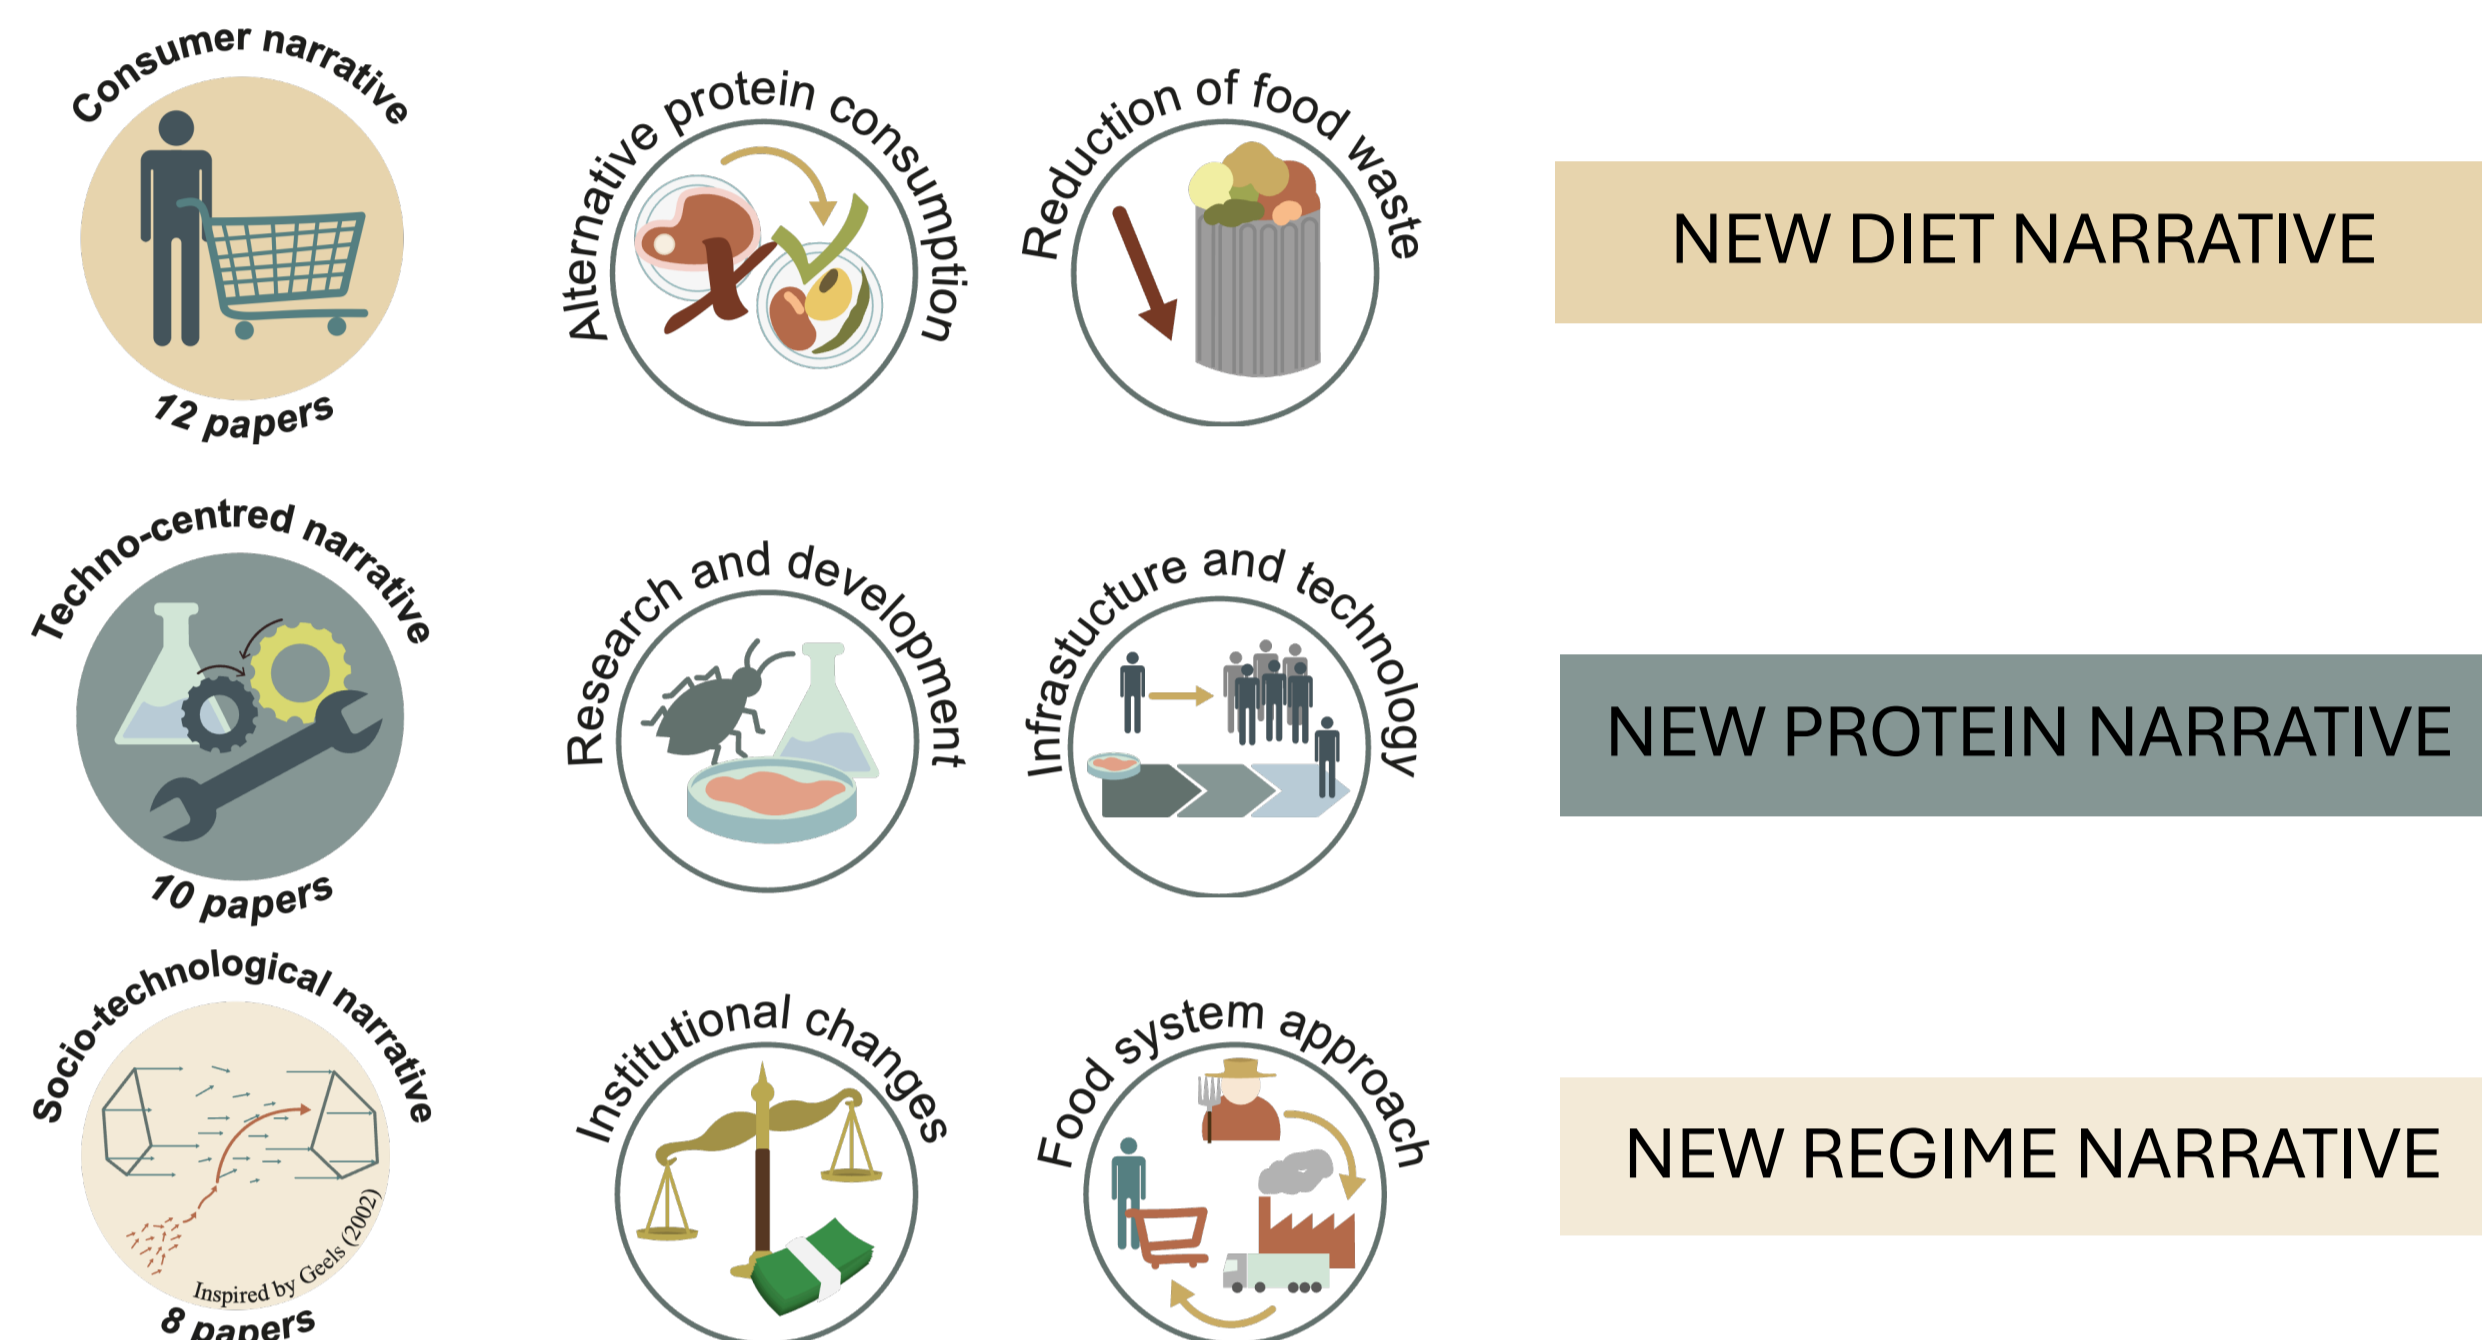 Consumer narrative
12 papers
Alternative protein consumption
Reduction of food waste
NEW DIET NARRATIVE
Techno-centred narrative
10 papers
Research and development
Infrastucture and technology
NEW PROTEIN NARRATIVE
Socio-technological narrative
Inspired by Geels (2002)
8 papers
Institutional changes
Food system approach
NEW REGIME NARRATIVE